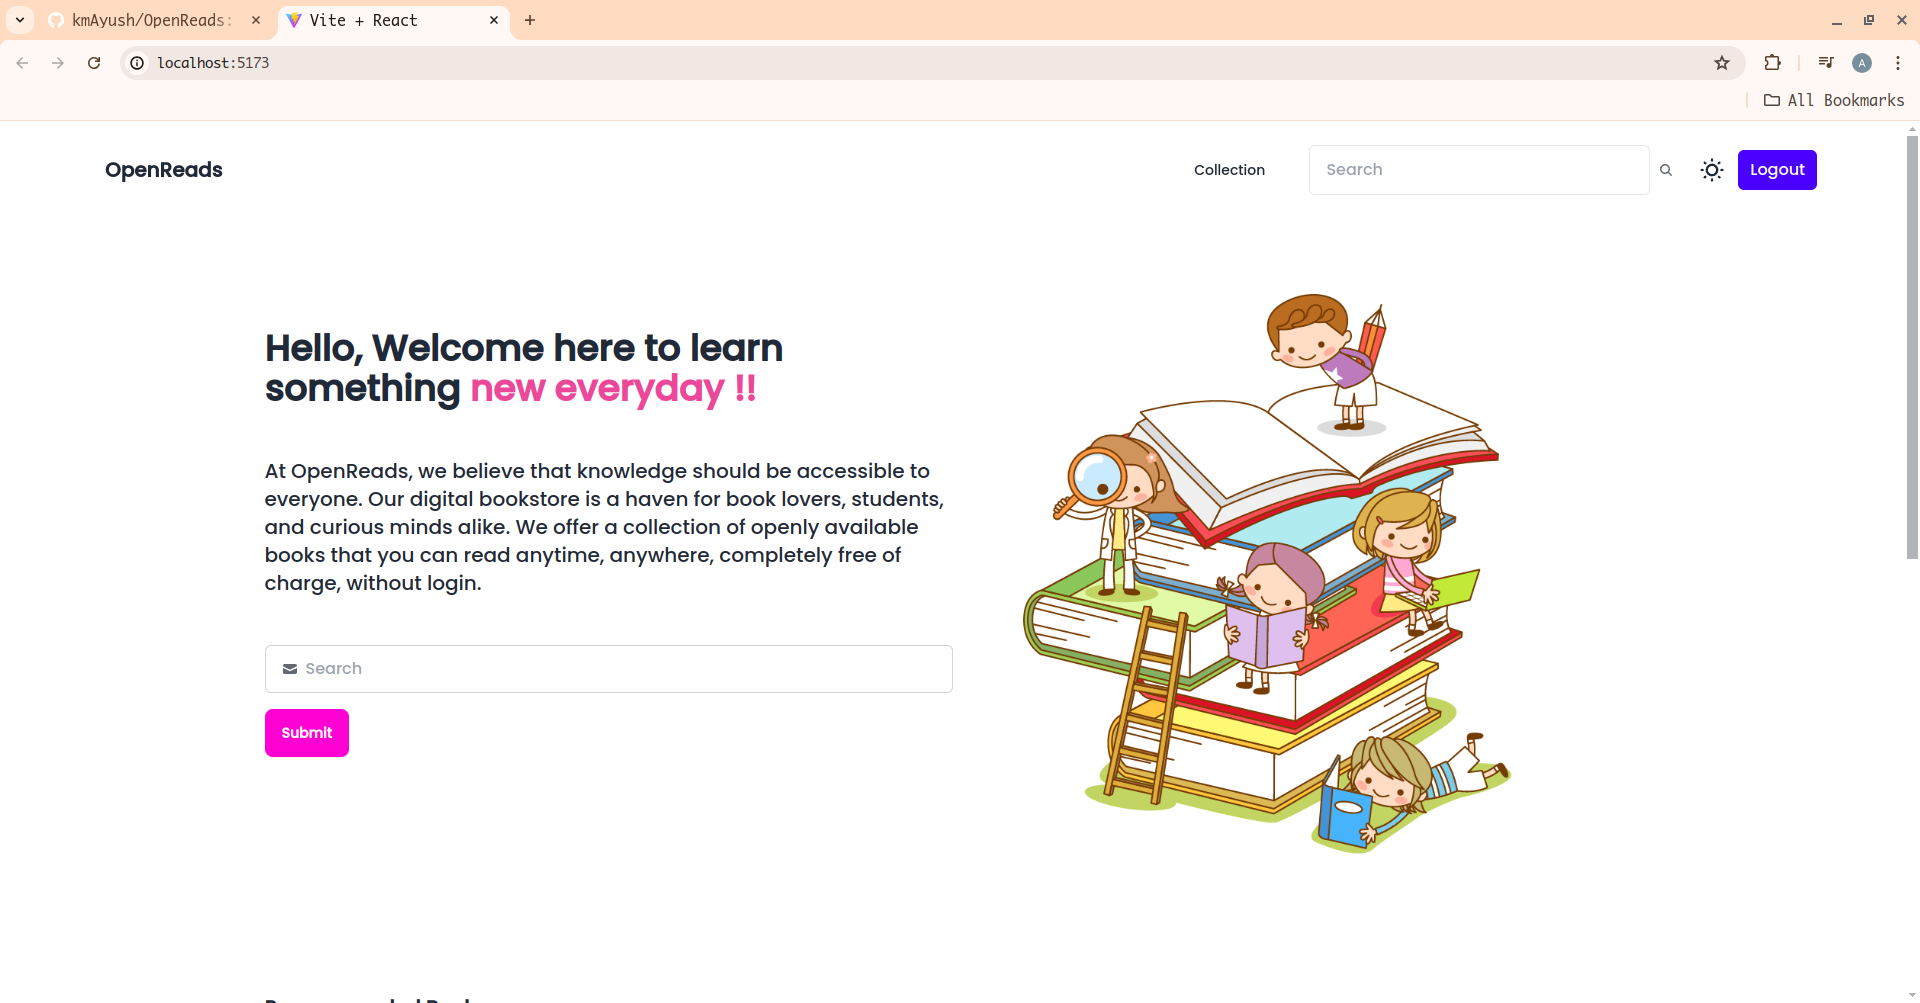 kmAyush/OpenReads:
Vite + React
localhost:5173
A
All Bookmarks
OpenReads
Collection
Search
Logout
Hello, Welcome here to learn
something new everyday !!
At OpenReads, we believe that knowledge should be accessible to
everyone. Our digital bookstore is a haven for book lovers, students,
and curious minds alike. We offer a collection of openly available
books that you can read anytime, anywhere, completely free of
charge, without login.
Search
Submit